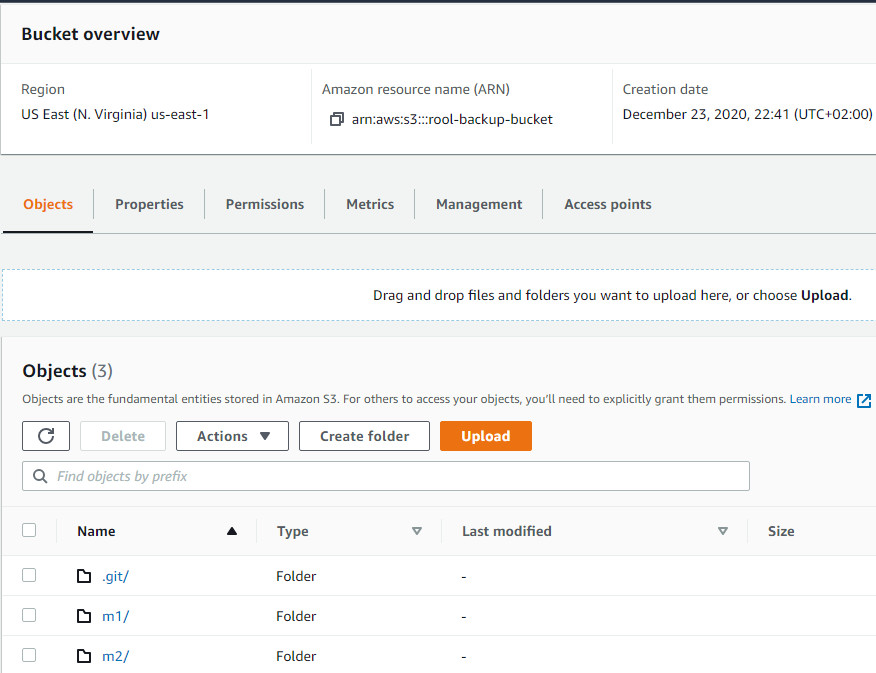 Bucket overview
Region Amazon resource name (ARN) Creation date
US East (N. Virginia) us-east-1 arn:aws:s3:::rool-backup-bucket December 23, 2020, 22:41 (UTC+02:00)
Objects Properties Permissions Metrics Management Access points
Drag and drop files and folders you want to upload here, or choose Upload.
Objects (3)
Objects are the fundamental entities stored in Amazon S3. For others to access your objects, you'll need to explicitly grant them permissions. Learn more
Delete Actions Create folder Upload
Find objects by prefix
Name Type Last modified Size
.git/ Folder -
m1/ Folder -
m2/ Folder -